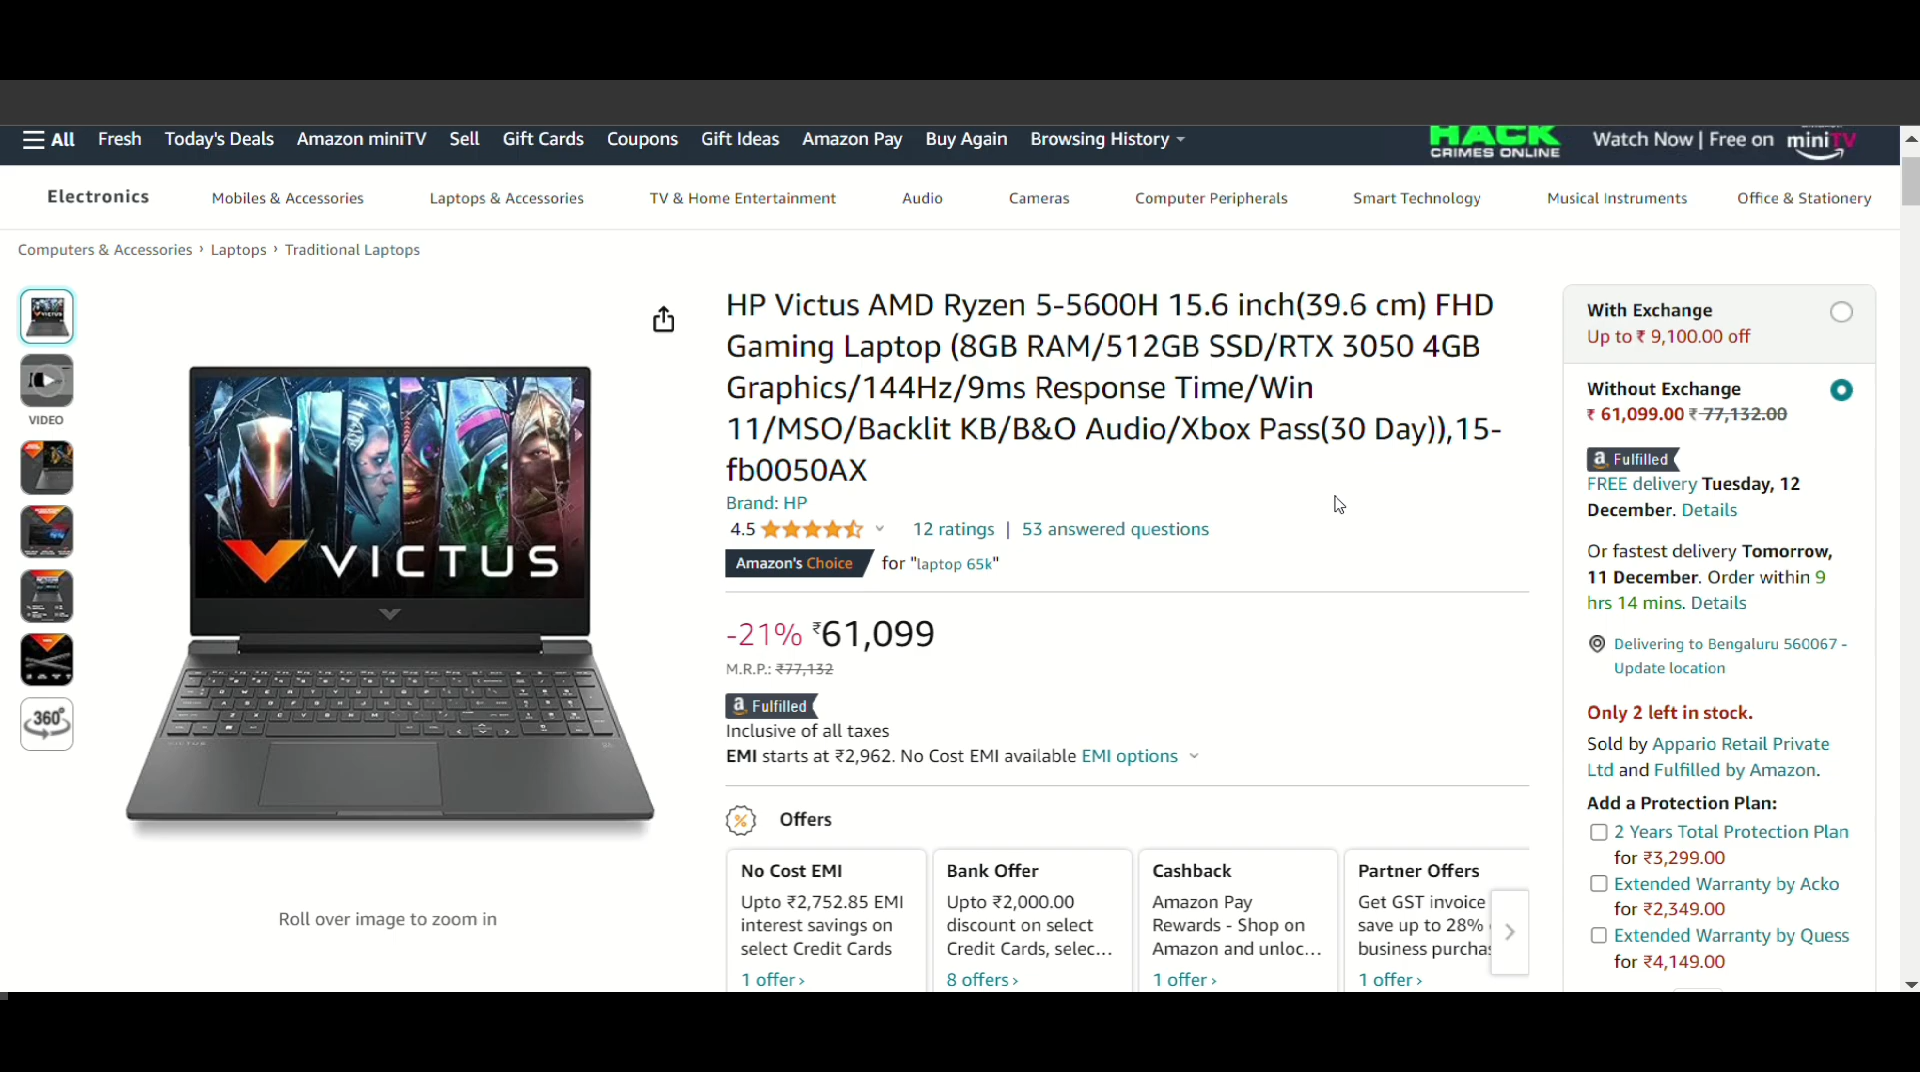 All Fresh Today's Deals Amazon miniTV Sell Gift Cards Coupons Gift Ideas Amazon Pay Buy Again Browsing History
HACK
CRIMES ONLINE
Watch Now | Free on miniTV
Electronics Mobiles & Accessories Laptops & Accessories TV & Home Entertainment Audio Cameras Computer Peripherals Smart Technology Musical Instruments Office & Stationery
Computers & Accessories › Laptops › Traditional Laptops
VIDEO
360°
VICTUS
Roll over image to zoom in
HP Victus AMD Ryzen 5-5600H 15.6 inch(39.6 cm) FHD
Gaming Laptop (8GB RAM/512GB SSD/RTX 3050 4GB
Graphics/144Hz/9ms Response Time/Win
11/MSO/Backlit KB/B&O Audio/Xbox Pass(30 Day)),15-
fb0050AX
Brand: HP
4.5 12 ratings | 53 answered questions
Amazon's Choice for "laptop 65k"
-21% ₹61,099
M.R.P.: ₹77,132
a Fulfilled
Inclusive of all taxes
EMI starts at ₹2,962. No Cost EMI available EMI options
Offers
No Cost EMI
Upto ₹2,752.85 EMI
interest savings on
select Credit Cards
1 offer ›
Bank Offer
Upto ₹2,000.00
discount on select
Credit Cards, selec...
8 offers ›
Cashback
Amazon Pay
Rewards - Shop on
Amazon and unloc...
1 offer ›
Partner Offers
Get GST invoice
save up to 28%
business purcha
1 offer ›
With Exchange
Up to ₹ 9,100.00 off
Without Exchange
₹ 61,099.00 ₹ 77,132.00
a Fulfilled
FREE delivery Tuesday, 12
December. Details
Or fastest delivery Tomorrow,
11 December. Order within 9
hrs 14 mins. Details
Delivering to Bengaluru 560067 -
Update location
Only 2 left in stock.
Sold by Appario Retail Private
Ltd and Fulfilled by Amazon.
Add a Protection Plan:
2 Years Total Protection Plan
for ₹3,299.00
Extended Warranty by Acko
for ₹2,349.00
Extended Warranty by Quess
for ₹4,149.00